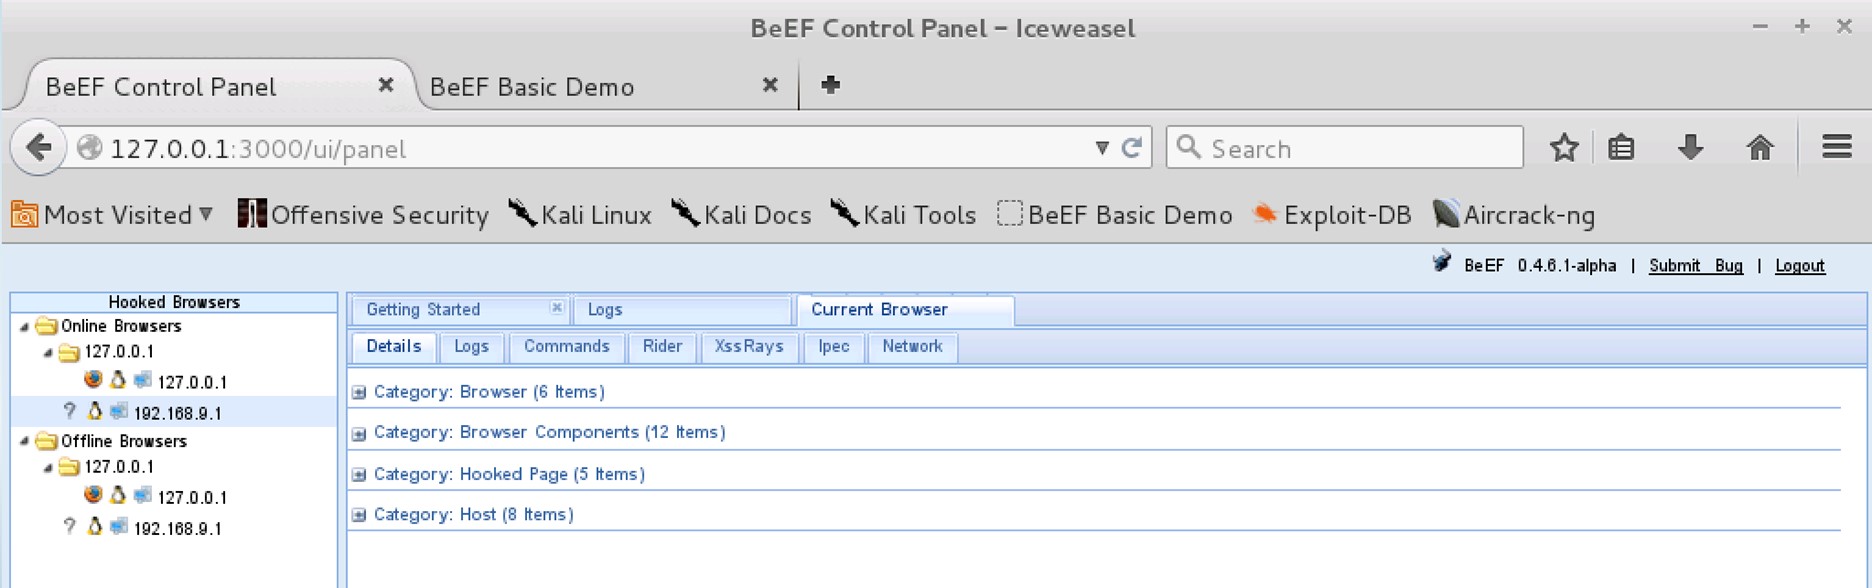 BeEF Control Panel - Iceweasel
BeEF Control Panel BeEF Basic Demo
127.0.0.1:3000/ui/panel Search
Most Visited Offensive Security Kali Linux Kali Docs Kali Tools BeEF Basic Demo Exploit-DB Aircrack-ng
BeEF 0.4.6.1-alpha | Submit Bug | Logout
Hooked Browsers
Online Browsers
127.0.0.1
127.0.0.1
? 192.168.9.1
Offline Browsers
127.0.0.1
127.0.0.1
? 192.168.9.1
Getting Started Logs Current Browser
Details Logs Commands Rider XssRays Ipec Network
Category: Browser (6 Items)
Category: Browser Components (12 Items)
Category: Hooked Page (5 Items)
Category: Host (8 Items)